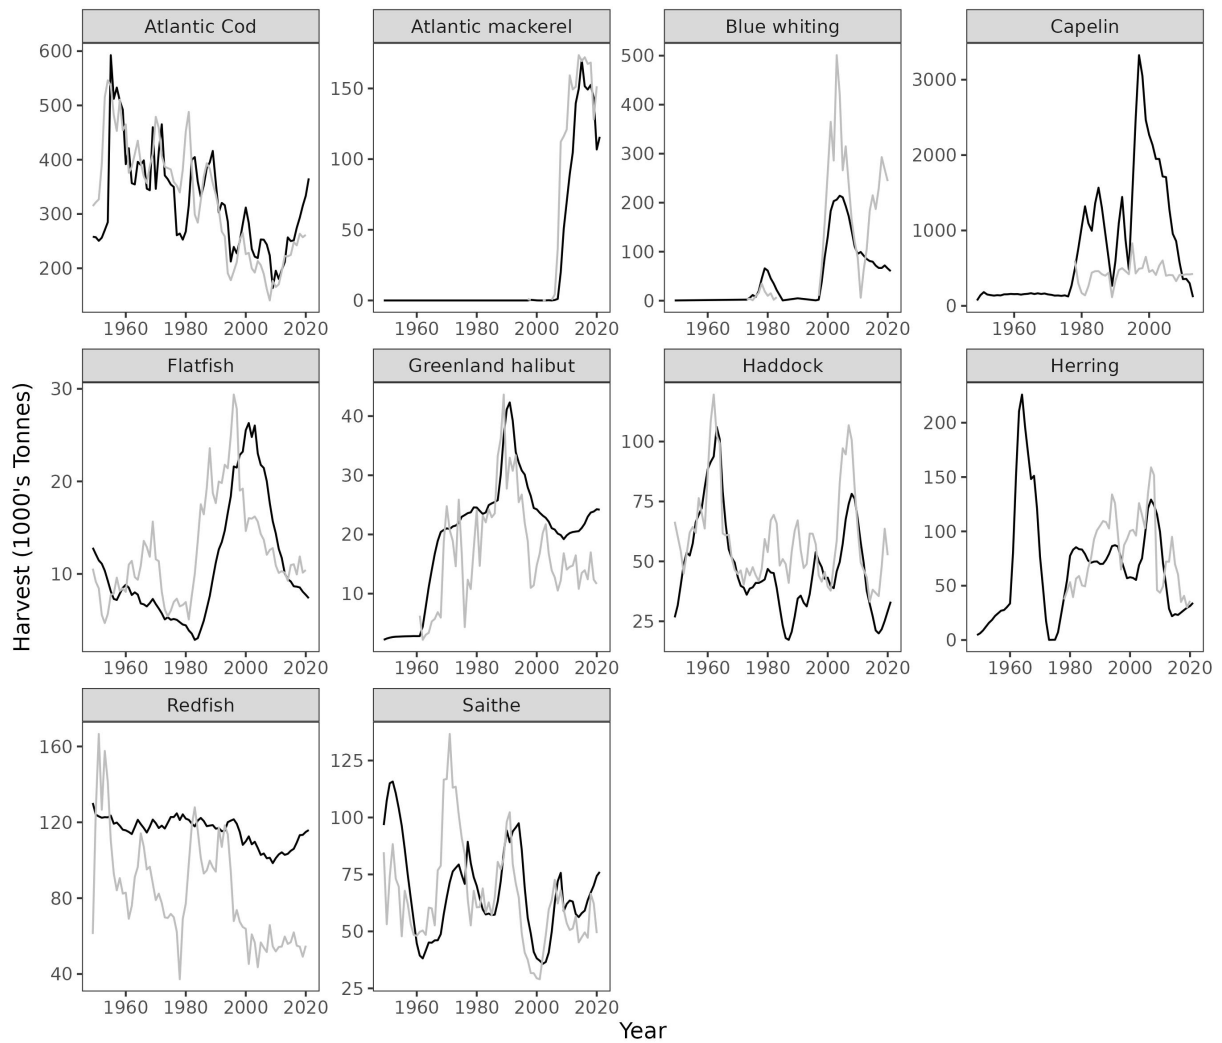 Atlantic Cod
Atlantic mackerel
Blue whiting
Capelin
600
500
400
300
200
1960 1980 2000 2020
150
100
50
0
1960 1980 2000 2020
500
400
300
200
100
0
1960 1980 2000 2020
3000
2000
1000
0
1960 1980 2000
Flatfish
Greenland halibut
Haddock
Herring
30
20
10
1960 1980 2000 2020
40
30
20
10
1960 1980 2000 2020
100
75
50
25
1960 1980 2000 2020
200
150
100
50
0
1960 1980 2000 2020
Redfish
Saithe
160
120
80
40
1960 1980 2000 2020
125
100
75
50
25
1960 1980 2000 2020
Harvest (1000's Tonnes)
Year